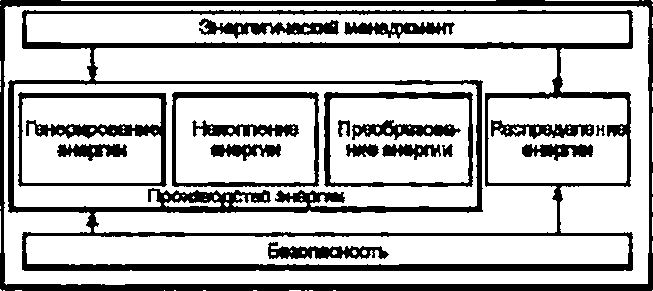 Энергетический менеджмент
Генерирование
энергии
Накопление
энергии
Преобразова-
ние энергии
Распределение
энергии
Производство энергии
Безопасность